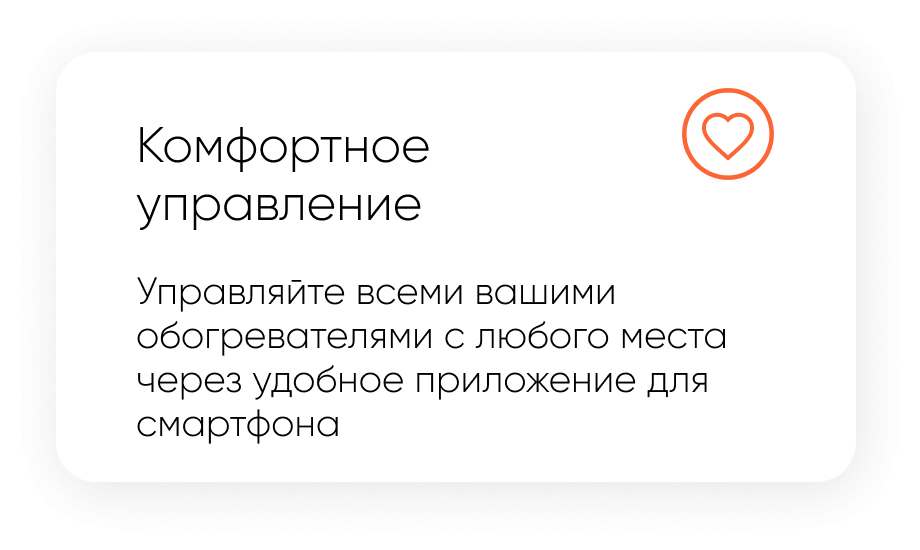 Комфортное
управление
Управляйте всеми вашими
обогревателями с любого места
через удобное приложение для
смартфона